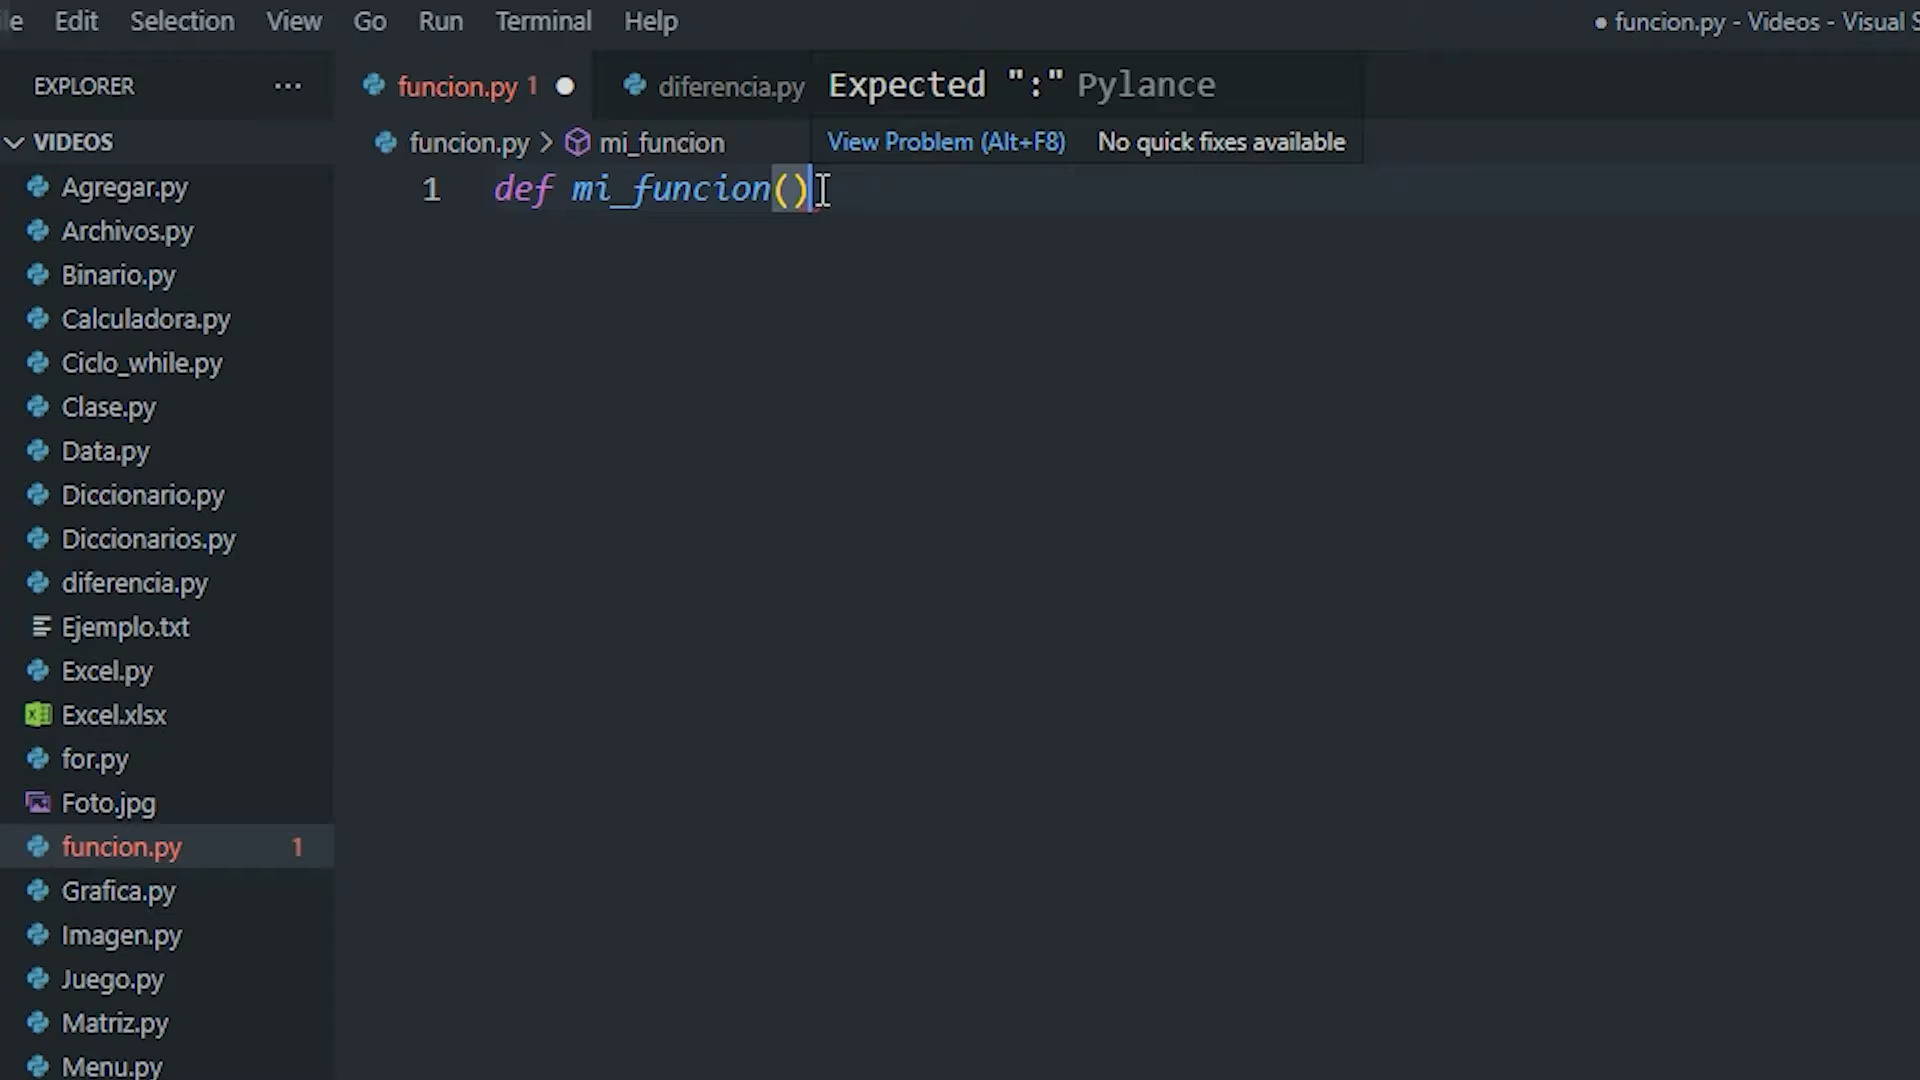 le Edit Selection View Go Run Terminal Help ● funcion.py - Videos - Visual S
EXPLORER ···
funcion.py 1 ● diferencia.py
Expected ":" Pylance
View Problem (Alt+F8) No quick fixes available
funcion.py > mi_funcion
1 def mi_funcion()
VIDEOS
Agregar.py
Archivos.py
Binario.py
Calculadora.py
Ciclo_while.py
Clase.py
Data.py
Diccionario.py
Diccionarios.py
diferencia.py
Ejemplo.txt
Excel.py
Excel.xlsx
for.py
Foto.jpg
funcion.py 1
Grafica.py
Imagen.py
Juego.py
Matriz.py
Menu.py